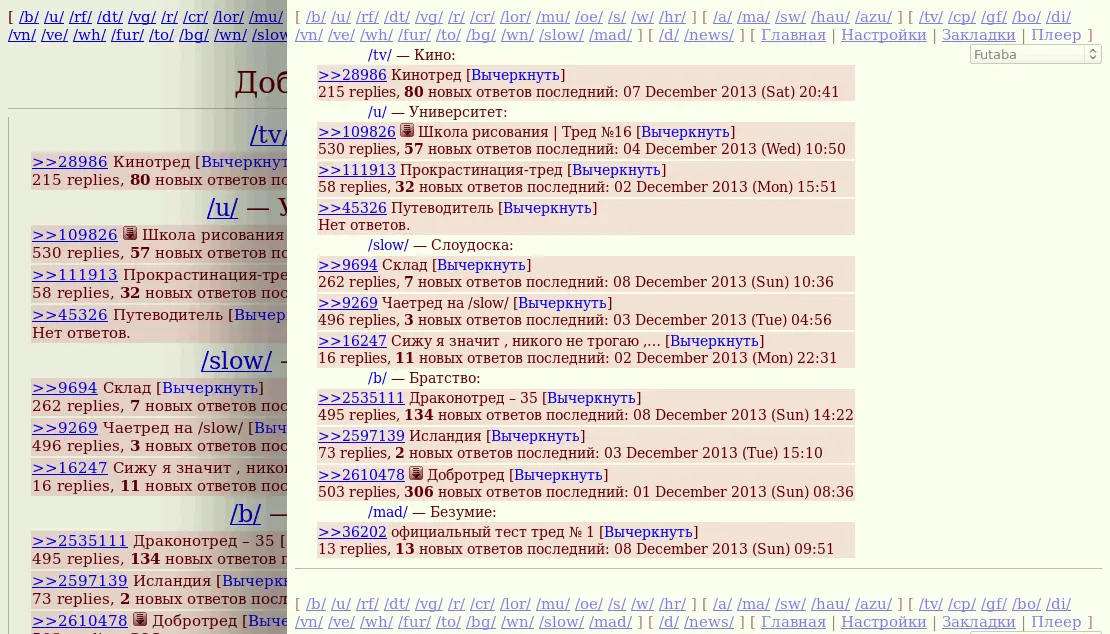 [ /b/ /u/ /rf/ /dt/ /vg/ /r/ /cr/ /lor/ /mu/
/vn/ /ve/ /wh/ /fur/ /to/ /bg/ /wn/ /slow
Доб
/tv/
>>28986 Кинотред [Вычеркнут
215 replies, 80 новых ответов пос
/u/ — У
>>109826 Школа рисования
530 replies, 57 новых ответов пос
>>111913 Прокрастинация-тре
58 replies, 32 новых ответов пос
>>45326 Путеводитель [Вычер
Нет ответов.
/slow/ –
>>9694 Склад [Вычеркнуть]
262 replies, 7 новых ответов пос
>>9269 Чаетред на /slow/ [Выч
496 replies, 3 новых ответов пос
>>16247 Сижу я значит , нико
16 replies, 11 новых ответов пос
/b/ —
>>2535111 Драконотред – 35 [
495 replies, 134 новых ответов п
>>2597139 Исландия [Вычерк
73 replies, 2 новых ответов посл
>>2610478 Добротред [Выче
[ /b/ /u/ /rf/ /dt/ /vg/ /r/ /cr/ /lor/ /mu/ /oe/ /s/ /w/ /hr/ ] [ /a/ /ma/ /sw/ /hau/ /azu/ ] [ /tv/ /cp/ /gf/ /bo/ /di/
/vn/ /ve/ /wh/ /fur/ /to/ /bg/ /wn/ /slow/ /mad/ ] [ /d/ /news/ ] [ Главная | Настройки | Закладки | Плеер ]
Futaba
/tv/ — Кино:
>>28986 Кинотред [Вычеркнуть]
215 replies, 80 новых ответов последний: 07 December 2013 (Sat) 20:41
/u/ — Университет:
>>109826 Школа рисования | Тред №16 [Вычеркнуть]
530 replies, 57 новых ответов последний: 04 December 2013 (Wed) 10:50
>>111913 Прокрастинация-тред [Вычеркнуть]
58 replies, 32 новых ответов последний: 02 December 2013 (Mon) 15:51
>>45326 Путеводитель [Вычеркнуть]
Нет ответов.
/slow/ — Слоудоска:
>>9694 Склад [Вычеркнуть]
262 replies, 7 новых ответов последний: 08 December 2013 (Sun) 10:36
>>9269 Чаетред на /slow/ [Вычеркнуть]
496 replies, 3 новых ответов последний: 03 December 2013 (Tue) 04:56
>>16247 Сижу я значит , никого не трогаю ,... [Вычеркнуть]
16 replies, 11 новых ответов последний: 02 December 2013 (Mon) 22:31
/b/ — Братство:
>>2535111 Драконотред – 35 [Вычеркнуть]
495 replies, 134 новых ответов последний: 08 December 2013 (Sun) 14:22
>>2597139 Исландия [Вычеркнуть]
73 replies, 2 новых ответов последний: 03 December 2013 (Tue) 15:10
>>2610478 Добротред [Вычеркнуть]
503 replies, 306 новых ответов последний: 01 December 2013 (Sun) 08:36
/mad/ — Безумие:
>>36202 официальный тест тред № 1 [Вычеркнуть]
13 replies, 13 новых ответов последний: 08 December 2013 (Sun) 09:51
[ /b/ /u/ /rf/ /dt/ /vg/ /r/ /cr/ /lor/ /mu/ /oe/ /s/ /w/ /hr/ ] [ /a/ /ma/ /sw/ /hau/ /azu/ ] [ /tv/ /cp/ /gf/ /bo/ /di/
/vn/ /ve/ /wh/ /fur/ /to/ /bg/ /wn/ /slow/ /mad/ ] [ /d/ /news/ ] [ Главная | Настройки | Закладки | Плеер ]